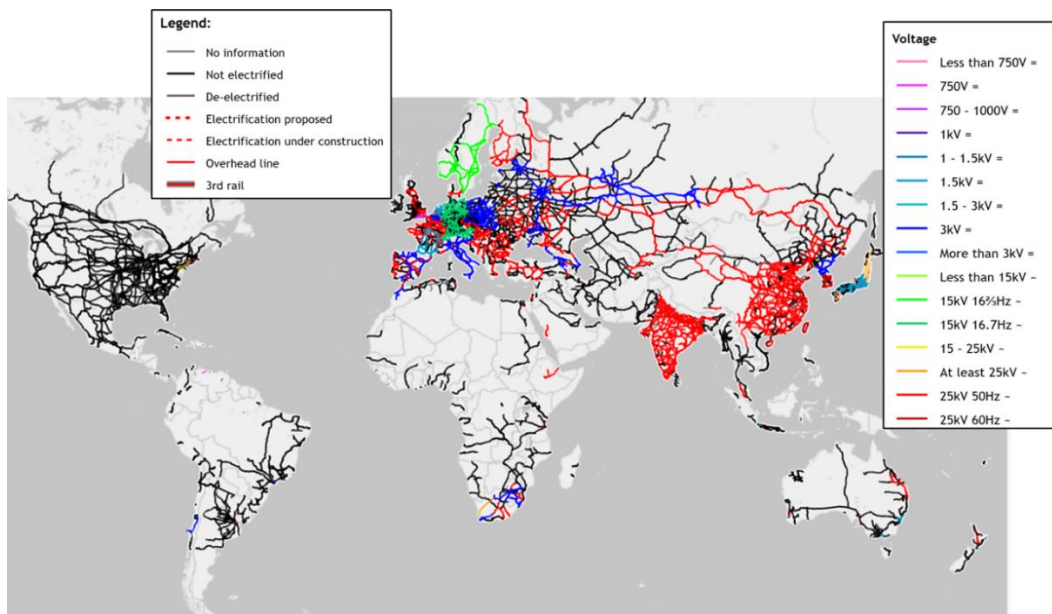 Legend:
No information
Not electrified
De-electrified
Electrification proposed
Electrification under construction
Overhead line
3rd rail
Voltage
Less than 750V =
750V =
750 - 1000V =
1kV =
1 - 1.5kV =
1.5kV =
1.5 - 3kV =
3kV =
More than 3kV =
Less than 15kV ~
15kV 16⅔Hz ~
15kV 16.7Hz ~
15 - 25kV ~
At least 25kV ~
25kV 50Hz ~
25kV 60Hz ~